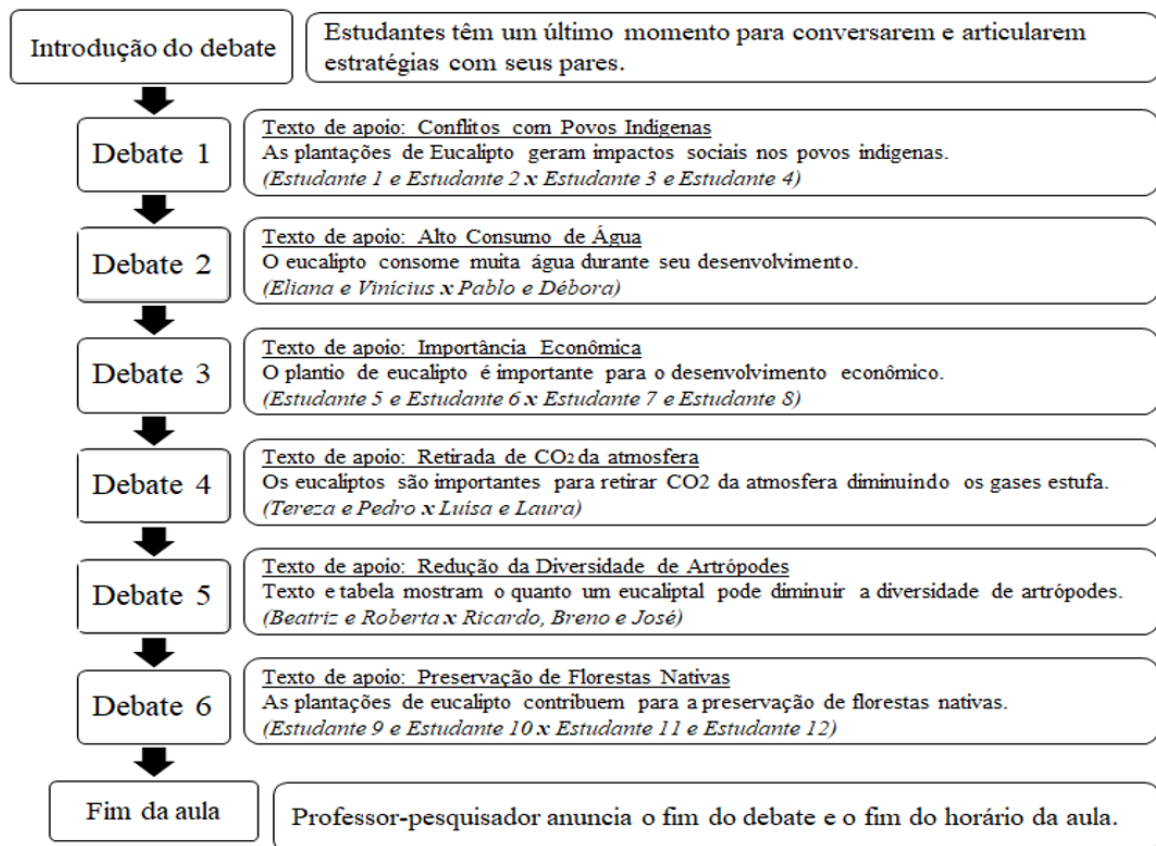 Introdução do debate
Estudantes têm um último momento para conversarem e articularem
estratégias com seus pares.
Debate 1
Texto de apoio: Conflitos com Povos Indígenas
As plantações de Eucalipto geram impactos sociais nos povos indígenas.
(Estudante 1 e Estudante 2 x Estudante 3 e Estudante 4)
Debate 2
Texto de apoio: Alto Consumo de Água
O eucalipto consome muita água durante seu desenvolvimento.
(Eliana e Vinícius x Pablo e Débora)
Debate 3
Texto de apoio: Importância Econômica
O plantio de eucalipto é importante para o desenvolvimento econômico.
(Estudante 5 e Estudante 6 x Estudante 7 e Estudante 8)
Debate 4
Texto de apoio: Retirada de CO₂ da atmosfera
Os eucaliptos são importantes para retirar CO2 da atmosfera diminuindo os gases estufa.
(Tereza e Pedro x Luísa e Laura)
Debate 5
Texto de apoio: Redução da Diversidade de Artrópodes
Texto e tabela mostram o quanto um eucaliptal pode diminuir a diversidade de artrópodes.
(Beatriz e Roberta x Ricardo, Breno e José)
Debate 6
Texto de apoio: Preservação de Florestas Nativas
As plantações de eucalipto contribuem para a preservação de florestas nativas.
(Estudante 9 e Estudante 10 x Estudante 11 e Estudante 12)
Fim da aula
Professor-pesquisador anuncia o fim do debate e o fim do horário da aula.